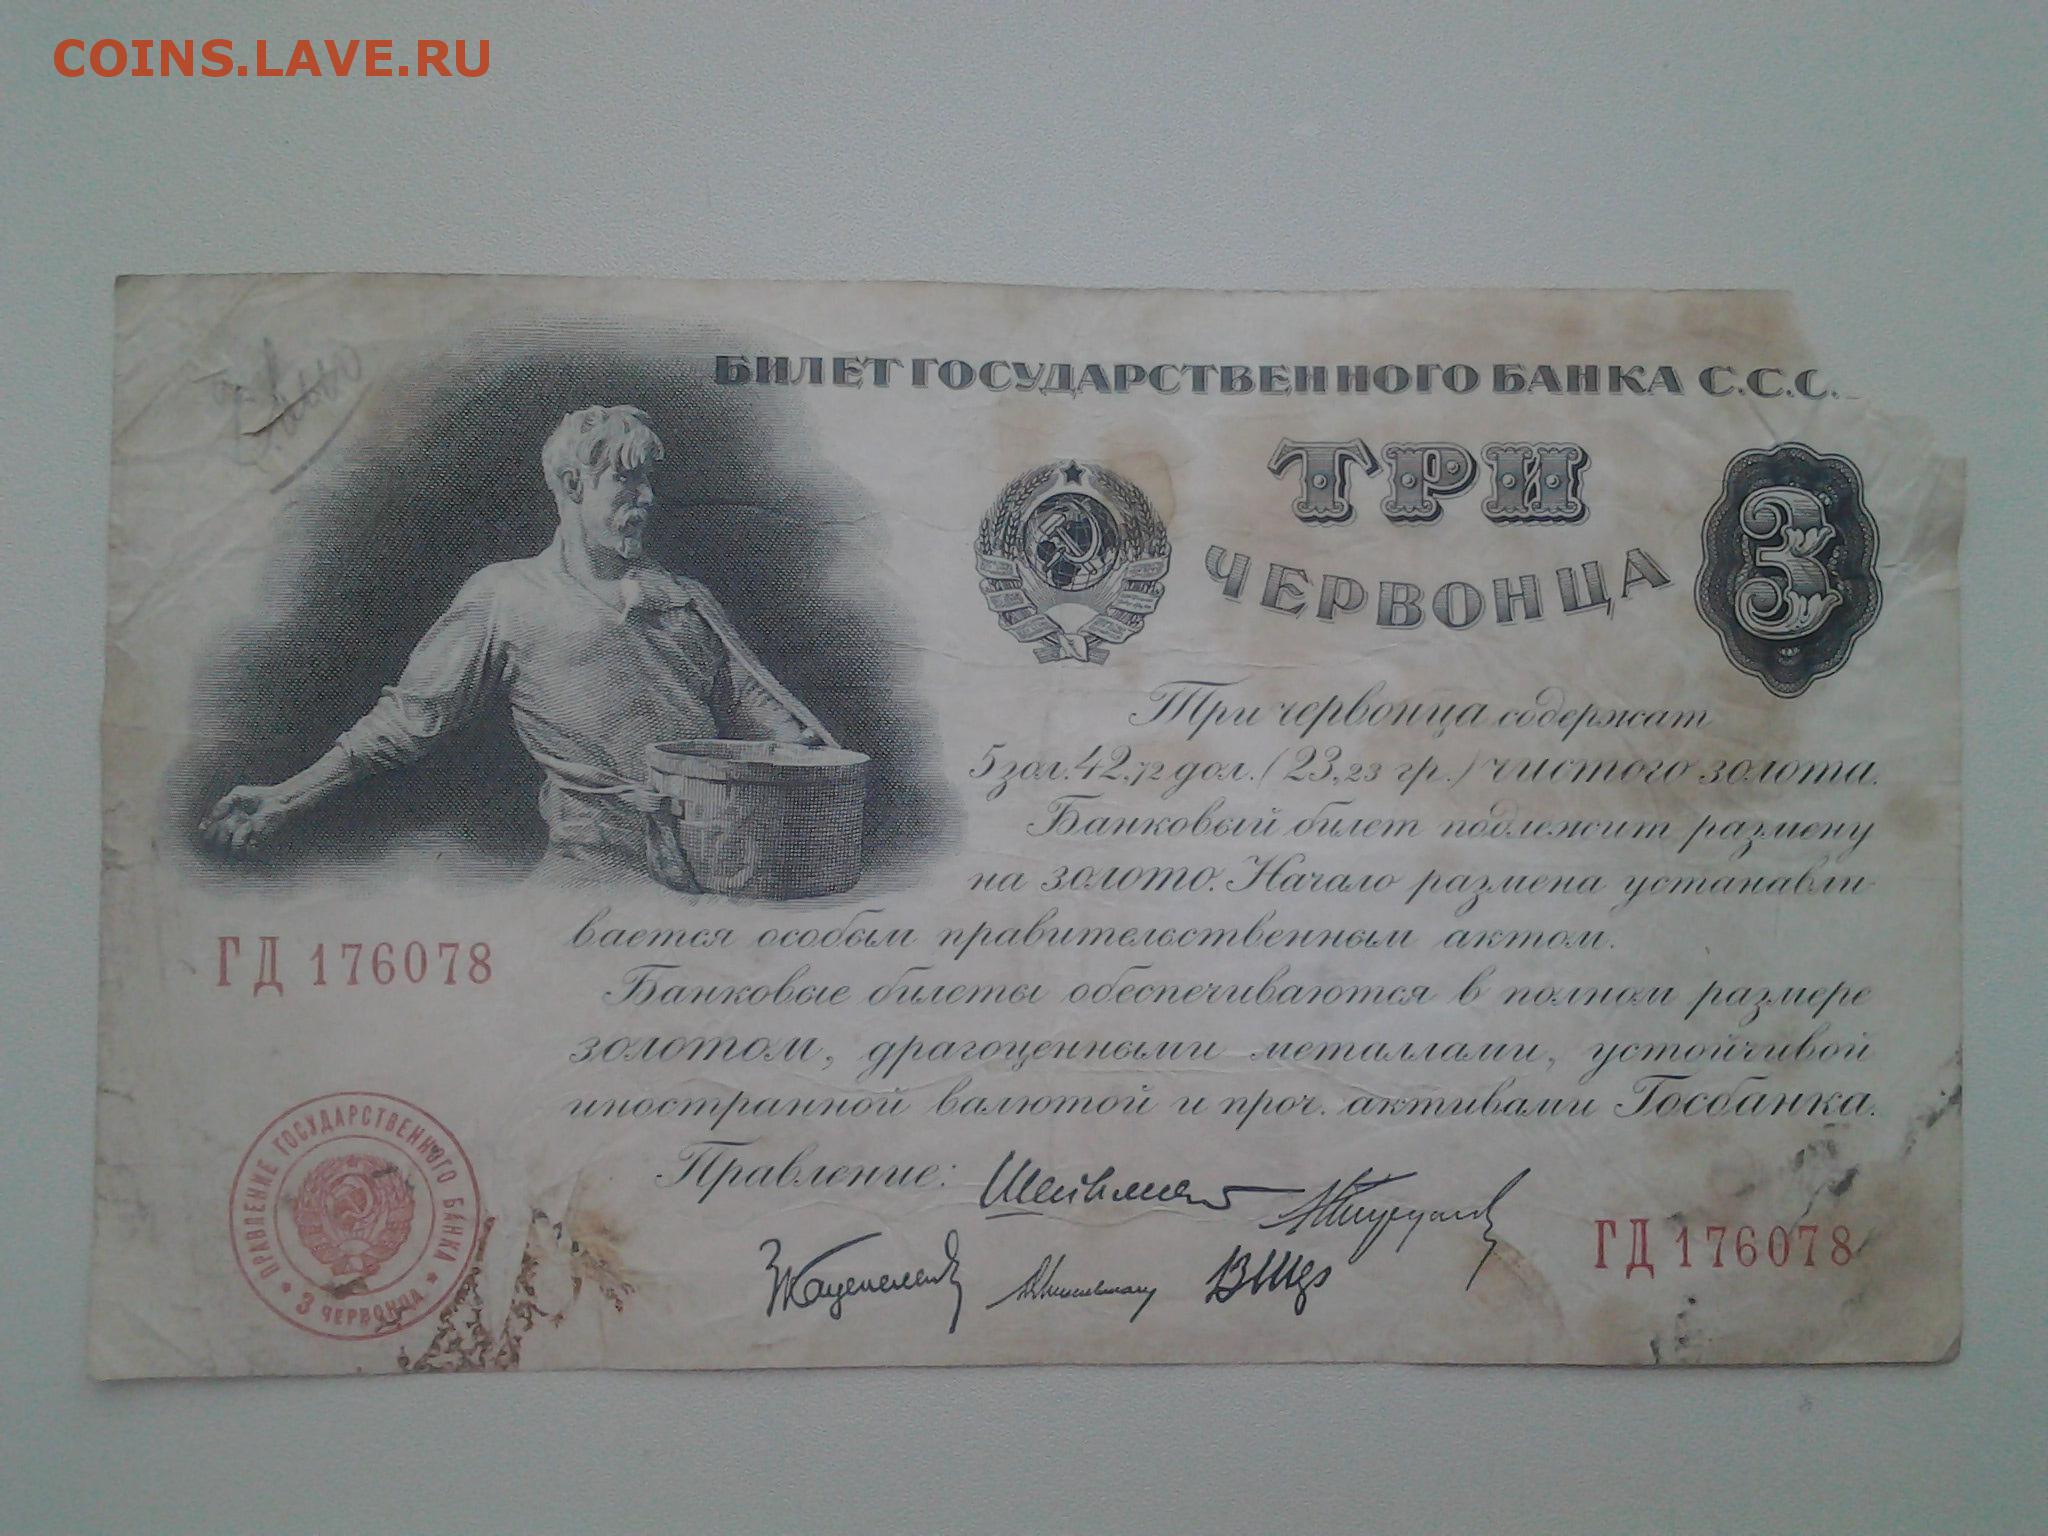 COINS.LAVE.RU
БИЛЕТ ГОСУДАРСТВЕННОГО БАНКА С.С.С.
ТРИ
ЧЕРВОНЦА
3
Три червонца содержат
5 зол. 42,72 дол. (23,23 гр.) чистого золота.
Банковый билет подлежит размену
на золото. Начало размена устанавли-
вается особым правительственным актом.
Банковые билеты обеспечиваются в полном размере
золотом, драгоценными металлами, устойчивой
иностранной валютой и проч. активами Госбанка.
Правление:
ГД 176078
ПРАВЛЕНИЕ ГОСУДАРСТВЕННОГО БАНКА
* 3 ЧЕРВОНЦА *
ГД 176078